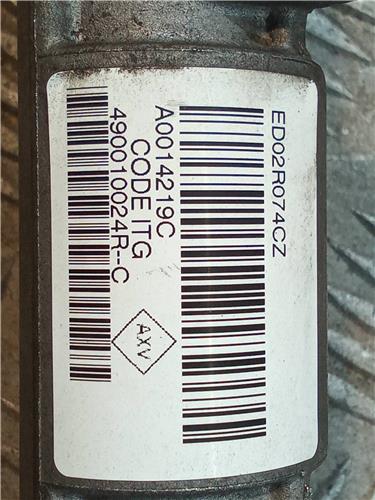 ED02R074CZ
A0014219C
CODE ITG
490010024R--C
AXV